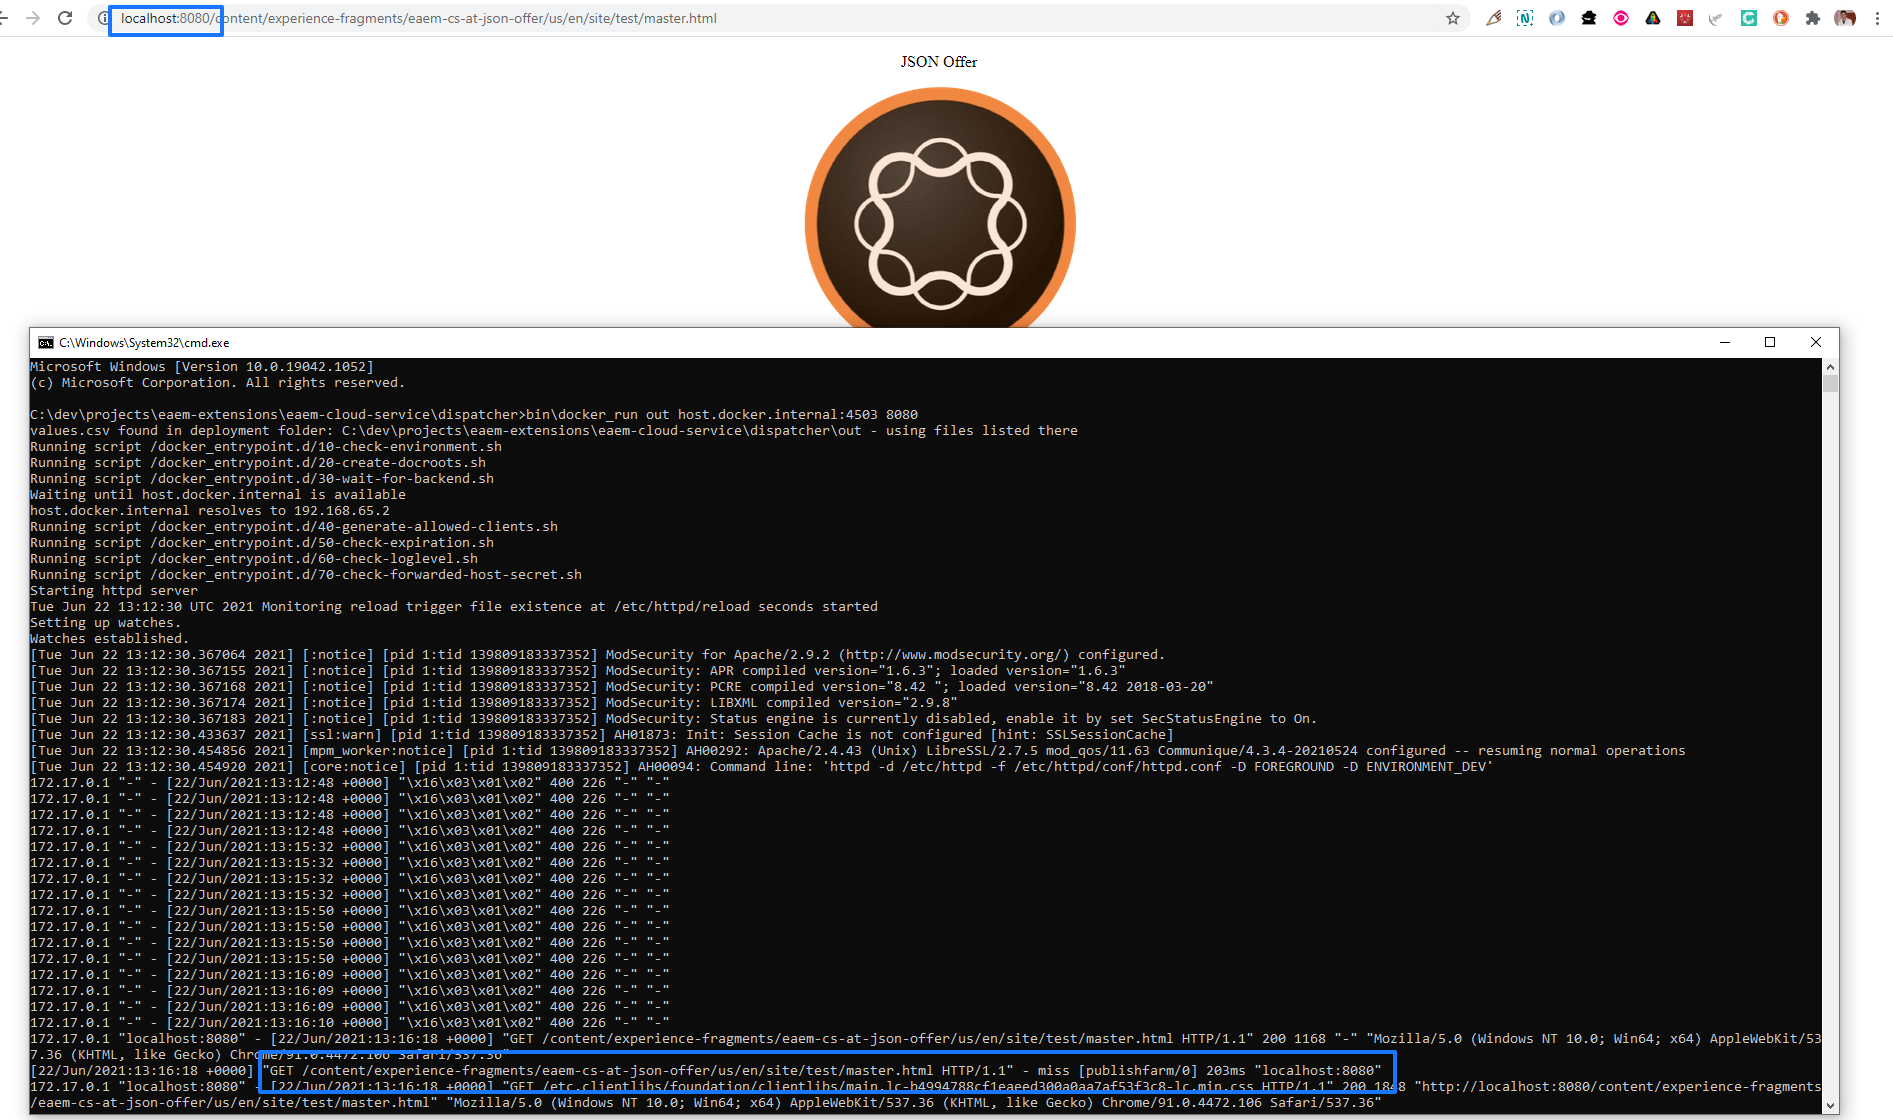 localhost:8080/content/experience-fragments/eaem-cs-at-json-offer/us/en/site/test/master.html
JSON Offer
C:\Windows\System32\cmd.exe
Microsoft Windows [Version 10.0.19042.1052]
(c) Microsoft Corporation. All rights reserved.
C:\dev\projects\eaem-extensions\eaem-cloud-service\dispatcher>bin\docker_run out host.docker.internal:4503 8080
values.csv found in deployment folder: C:\dev\projects\eaem-extensions\eaem-cloud-service\dispatcher\out - using files listed there
Running script /docker_entrypoint.d/10-check-environment.sh
Running script /docker_entrypoint.d/20-create-docroots.sh
Running script /docker_entrypoint.d/30-wait-for-backend.sh
Waiting until host.docker.internal is available
host.docker.internal resolves to 192.168.65.2
Running script /docker_entrypoint.d/40-generate-allowed-clients.sh
Running script /docker_entrypoint.d/50-check-expiration.sh
Running script /docker_entrypoint.d/60-check-loglevel.sh
Running script /docker_entrypoint.d/70-check-forwarded-host-secret.sh
Starting httpd server
Tue Jun 22 13:12:30 UTC 2021 Monitoring reload trigger file existence at /etc/httpd/reload seconds started
Setting up watches.
Watches established.
[Tue Jun 22 13:12:30.367064 2021] [:notice] [pid 1:tid 139809183337352] ModSecurity for Apache/2.9.2 (http://www.modsecurity.org/) configured.
[Tue Jun 22 13:12:30.367155 2021] [:notice] [pid 1:tid 139809183337352] ModSecurity: APR compiled version="1.6.3"; loaded version="1.6.3"
[Tue Jun 22 13:12:30.367168 2021] [:notice] [pid 1:tid 139809183337352] ModSecurity: PCRE compiled version="8.42 "; loaded version="8.42 2018-03-20"
[Tue Jun 22 13:12:30.367174 2021] [:notice] [pid 1:tid 139809183337352] ModSecurity: LIBXML compiled version="2.9.8"
[Tue Jun 22 13:12:30.367183 2021] [:notice] [pid 1:tid 139809183337352] ModSecurity: Status engine is currently disabled, enable it by set SecStatusEngine to On.
[Tue Jun 22 13:12:30.433637 2021] [ssl:warn] [pid 1:tid 139809183337352] AH01873: Init: Session Cache is not configured [hint: SSLSessionCache]
[Tue Jun 22 13:12:30.454856 2021] [mpm_worker:notice] [pid 1:tid 139809183337352] AH00292: Apache/2.4.43 (Unix) LibreSSL/2.7.5 mod_qos/11.63 Communique/4.3.4-20210524 configured -- resuming normal operations
[Tue Jun 22 13:12:30.454920 2021] [core:notice] [pid 1:tid 139809183337352] AH00094: Command line: 'httpd -d /etc/httpd -f /etc/httpd/conf/httpd.conf -D FOREGROUND -D ENVIRONMENT_DEV'
172.17.0.1 "-" - [22/Jun/2021:13:12:48 +0000] "\x16\x03\x01\x02" 400 226 "-" "-"
172.17.0.1 "-" - [22/Jun/2021:13:12:48 +0000] "\x16\x03\x01\x02" 400 226 "-" "-"
172.17.0.1 "-" - [22/Jun/2021:13:12:48 +0000] "\x16\x03\x01\x02" 400 226 "-" "-"
172.17.0.1 "-" - [22/Jun/2021:13:12:48 +0000] "\x16\x03\x01\x02" 400 226 "-" "-"
172.17.0.1 "-" - [22/Jun/2021:13:15:32 +0000] "\x16\x03\x01\x02" 400 226 "-" "-"
172.17.0.1 "-" - [22/Jun/2021:13:15:32 +0000] "\x16\x03\x01\x02" 400 226 "-" "-"
172.17.0.1 "-" - [22/Jun/2021:13:15:32 +0000] "\x16\x03\x01\x02" 400 226 "-" "-"
172.17.0.1 "-" - [22/Jun/2021:13:15:32 +0000] "\x16\x03\x01\x02" 400 226 "-" "-"
172.17.0.1 "-" - [22/Jun/2021:13:15:50 +0000] "\x16\x03\x01\x02" 400 226 "-" "-"
172.17.0.1 "-" - [22/Jun/2021:13:15:50 +0000] "\x16\x03\x01\x02" 400 226 "-" "-"
172.17.0.1 "-" - [22/Jun/2021:13:15:50 +0000] "\x16\x03\x01\x02" 400 226 "-" "-"
172.17.0.1 "-" - [22/Jun/2021:13:15:50 +0000] "\x16\x03\x01\x02" 400 226 "-" "-"
172.17.0.1 "-" - [22/Jun/2021:13:16:09 +0000] "\x16\x03\x01\x02" 400 226 "-" "-"
172.17.0.1 "-" - [22/Jun/2021:13:16:09 +0000] "\x16\x03\x01\x02" 400 226 "-" "-"
172.17.0.1 "-" - [22/Jun/2021:13:16:09 +0000] "\x16\x03\x01\x02" 400 226 "-" "-"
172.17.0.1 "-" - [22/Jun/2021:13:16:10 +0000] "\x16\x03\x01\x02" 400 226 "-" "-"
172.17.0.1 "localhost:8080" - [22/Jun/2021:13:16:18 +0000] "GET /content/experience-fragments/eaem-cs-at-json-offer/us/en/site/test/master.html HTTP/1.1" 200 1168 "-" "Mozilla/5.0 (Windows NT 10.0; Win64; x64) AppleWebKit/53
7.36 (KHTML, like Gecko) Chrome/91.0.4472.106 Safari/537.36"
[22/Jun/2021:13:16:18 +0000] "GET /content/experience-fragments/eaem-cs-at-json-offer/us/en/site/test/master.html HTTP/1.1" - miss [publishfarm/0] 203ms "localhost:8080"
172.17.0.1 "localhost:8080" - [22/Jun/2021:13:16:18 +0000] "GET /etc.clientlibs/foundation/clientlibs/main.lc-b4994788cf1eaeed300a0aa7af53f3c8-lc.min.css HTTP/1.1" 200 1848 "http://localhost:8080/content/experience-fragments
/eaem-cs-at-json-offer/us/en/site/test/master.html" "Mozilla/5.0 (Windows NT 10.0; Win64; x64) AppleWebKit/537.36 (KHTML, like Gecko) Chrome/91.0.4472.106 Safari/537.36"